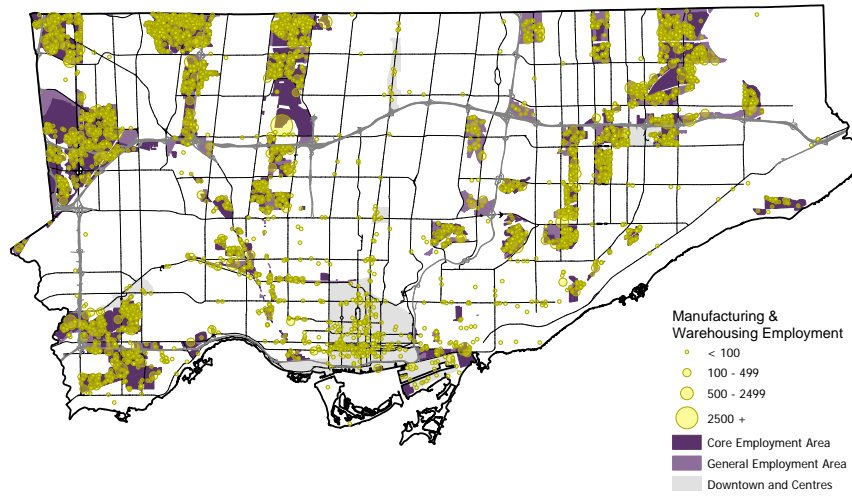 Manufacturing &
Warehousing Employment
< 100
100 - 499
500 - 2499
2500 +
Core Employment Area
General Employment Area
Downtown and Centres